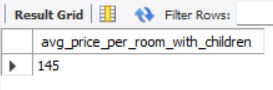 Result Grid Filter Rows:
avg_price_per_room_with_children
145